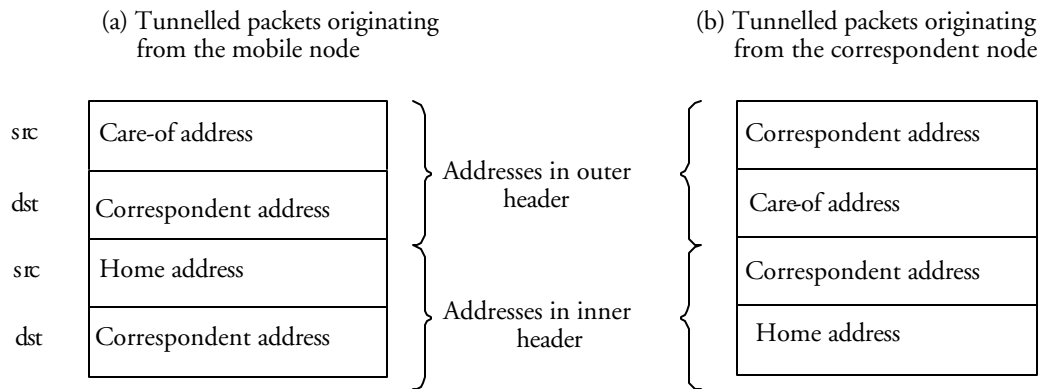 (a) Tunnelled packets originating
from the mobile node
(b) Tunnelled packets originating
from the correspondent node
src
Care-of address
dst
Correspondent address
src
Home address
dst
Correspondent address
Addresses in outer
header
Addresses in inner
header
Correspondent address
Care-of address
Correspondent address
Home address